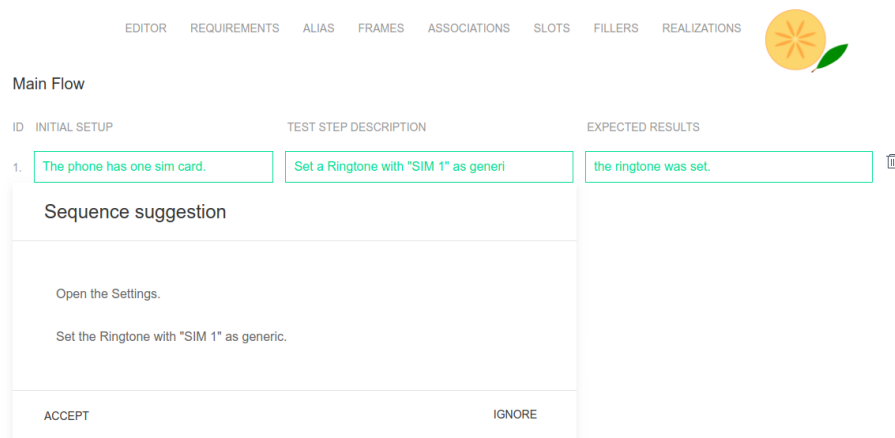 EDITOR REQUIREMENTS ALIAS FRAMES ASSOCIATIONS SLOTS FILLERS REALIZATIONS
Main Flow
ID INITIAL SETUP TEST STEP DESCRIPTION EXPECTED RESULTS
1. The phone has one sim card. Set a Ringtone with "SIM 1" as generi the ringtone was set.
Sequence suggestion
Open the Settings.
Set the Ringtone with "SIM 1" as generic.
ACCEPT IGNORE